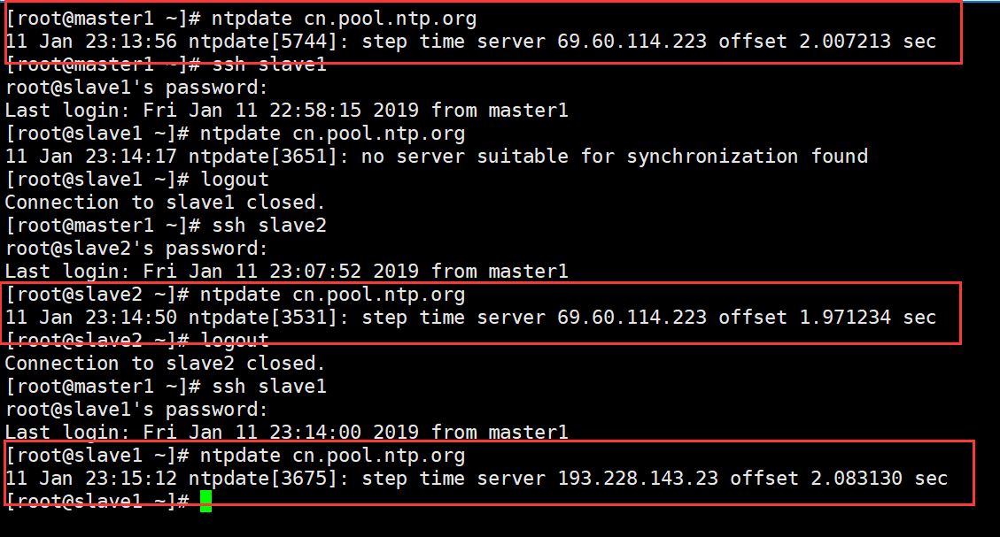 [root@master1 ~]# ntpdate cn.pool.ntp.org
11 Jan 23:13:56 ntpdate[5744]: step time server 69.60.114.223 offset 2.007213 sec
[root@master1 ~]# ssh slave1
root@slave1's password:
Last login: Fri Jan 11 22:58:15 2019 from master1
[root@slave1 ~]# ntpdate cn.pool.ntp.org
11 Jan 23:14:17 ntpdate[3651]: no server suitable for synchronization found
[root@slave1 ~]# logout
Connection to slave1 closed.
[root@master1 ~]# ssh slave2
root@slave2's password:
Last login: Fri Jan 11 23:07:52 2019 from master1
[root@slave2 ~]# ntpdate cn.pool.ntp.org
11 Jan 23:14:50 ntpdate[3531]: step time server 69.60.114.223 offset 1.971234 sec
[root@slave2 ~]# logout
Connection to slave2 closed.
[root@master1 ~]# ssh slave1
root@slave1's password:
Last login: Fri Jan 11 23:14:00 2019 from master1
[root@slave1 ~]# ntpdate cn.pool.ntp.org
11 Jan 23:15:12 ntpdate[3675]: step time server 193.228.143.23 offset 2.083130 sec
[root@slave1 ~]#